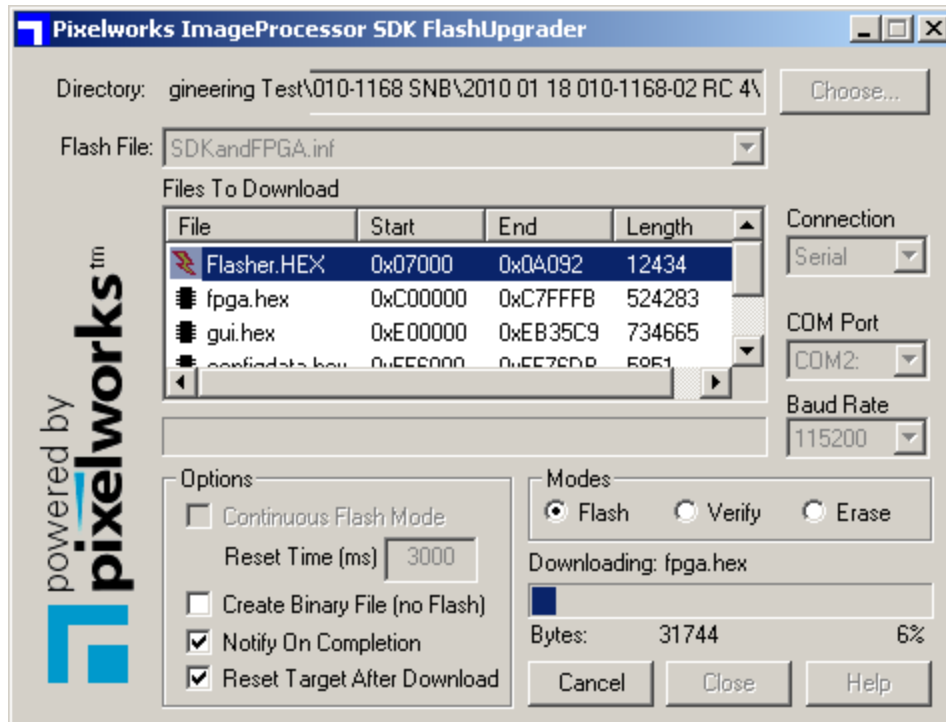 Pixelworks ImageProcessor SDK FlashUpgrader
Directory: gineering Test\010-1168 SNB\2010 01 18 010-1168-02 RC 4\ Choose...
Flash File: SDKandFPGA.inf
Files To Download
File Start End Length
Flasher.HEX 0x07000 0x0A092 12434
fpga.hex 0xC00000 0xC7FFFB 524283
gui.hex 0xE00000 0xEB35C9 734665
Connection
Serial
COM Port
COM2:
Baud Rate
115200
powered by
pixelworks tm
Options
Continuous Flash Mode
Reset Time (ms) 3000
Create Binary File (no Flash)
Notify On Completion
Reset Target After Download
Modes
Flash Verify Erase
Downloading: fpga.hex
Bytes: 31744 6%
Cancel Close Help